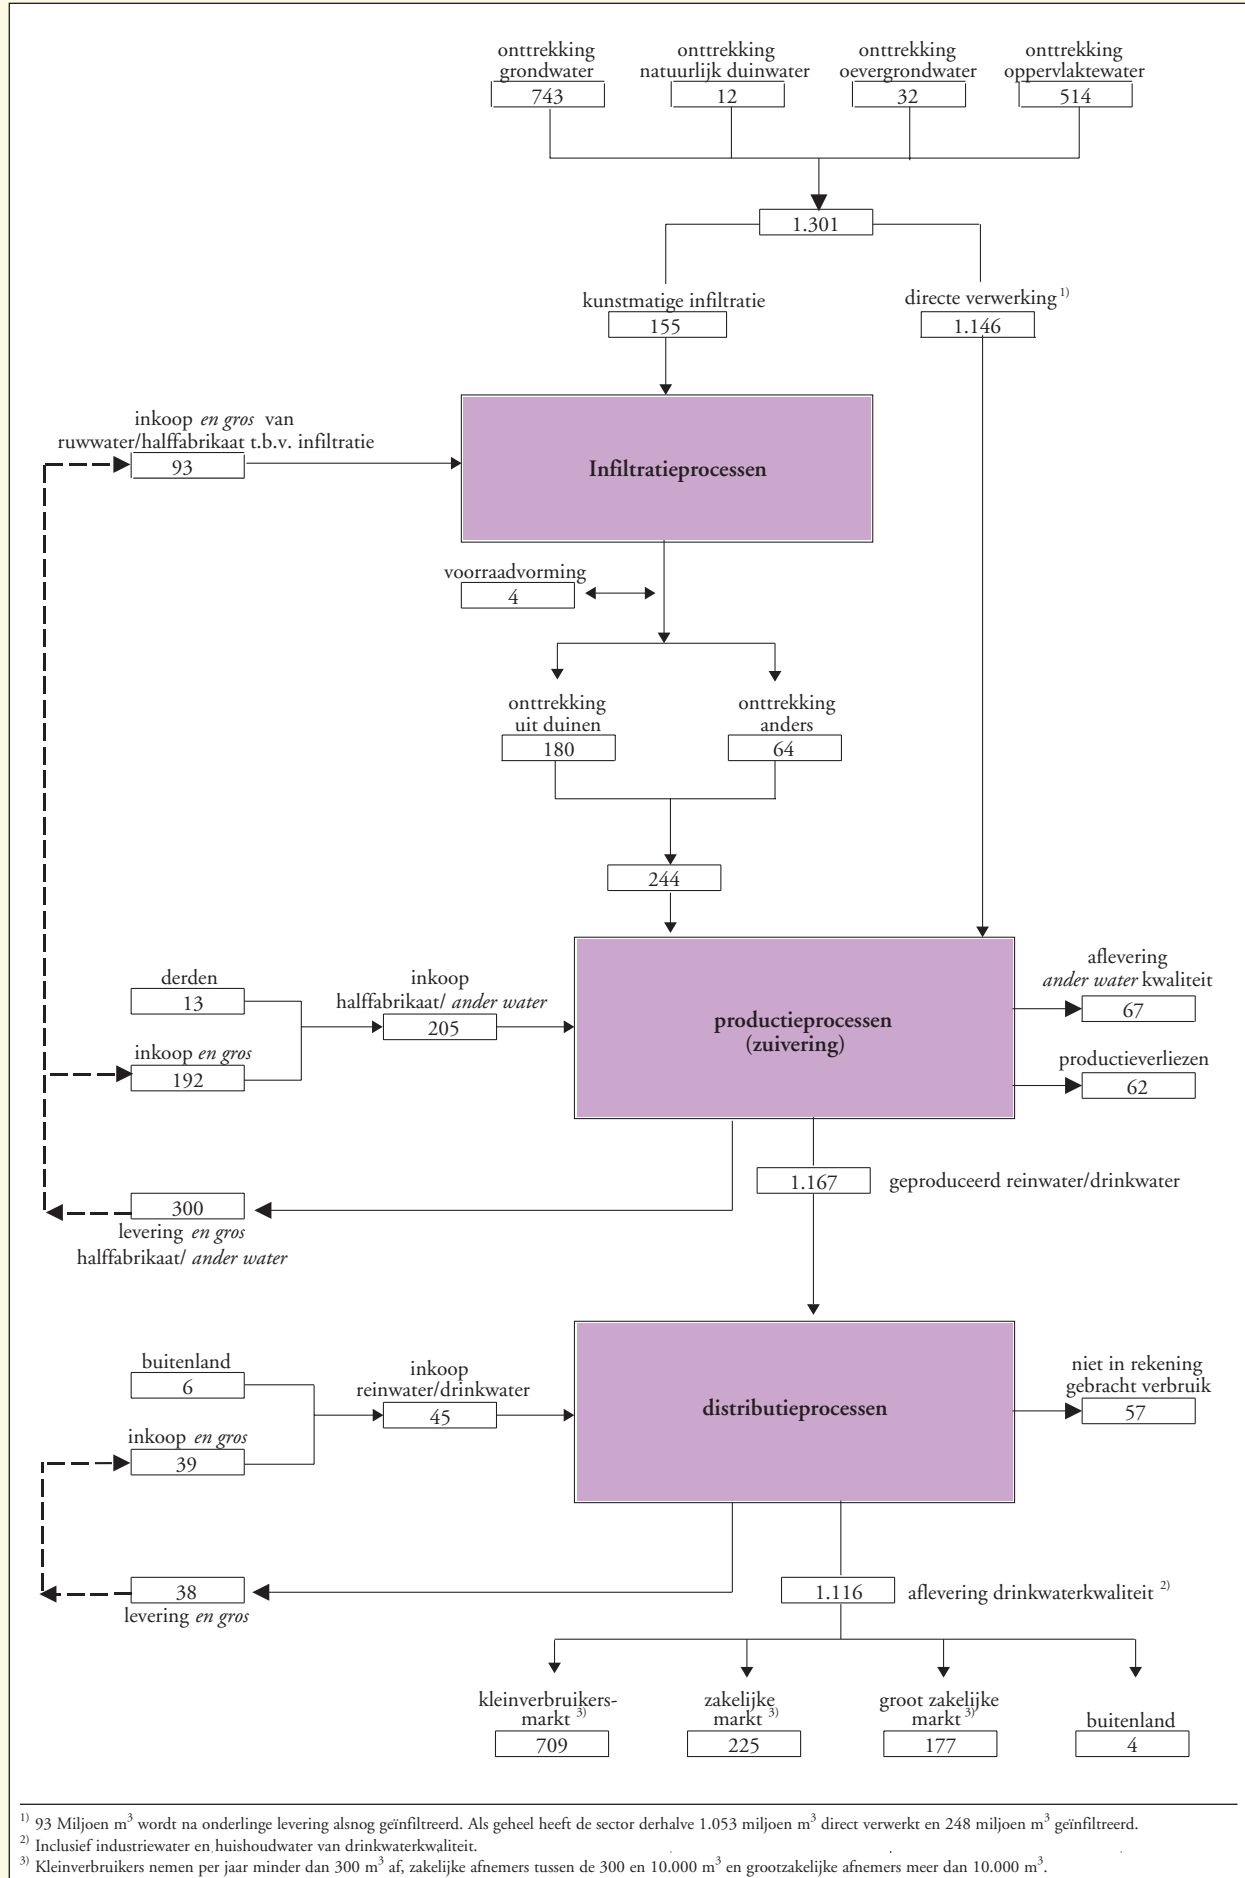 onttrekking grondwater
743
onttrekking natuurlijk duinwater
12
onttrekking oevergrondwater
32
onttrekking oppervlaktewater
514
1.301
kunstmatige infiltratie
155
directe verwerking 1)
1.146
inkoop en gros van
ruwwater/halffabrikaat t.b.v. infiltratie
93
Infiltratieprocessen
voorraadvorming
4
onttrekking
uit duinen
180
onttrekking
anders
64
244
derden
13
inkoop en gros
192
inkoop
halffabrikaat/ ander water
205
productieprocessen
(zuivering)
aflevering
ander water kwaliteit
67
productieverliezen
62
1.167 geproduceerd reinwater/drinkwater
300
levering en gros
halffabrikaat/ ander water
buitenland
6
inkoop en gros
39
inkoop
reinwater/drinkwater
45
distributieprocessen
niet in rekening
gebracht verbruik
57
38
levering en gros
1.116 aflevering drinkwaterkwaliteit 2)
kleinverbruikers-
markt 3)
709
zakelijke
markt 3)
225
groot zakelijke
markt 3)
177
buitenland
4
1) 93 Miljoen m3 wordt na onderlinge levering alsnog geïnfiltreerd. Als geheel heeft de sector derhalve 1.053 miljoen m3 direct verwerkt en 248 miljoen m3 geïnfiltreerd.
2) Inclusief industriewater en huishoudwater van drinkwaterkwaliteit.
3) Kleinverbruikers nemen per jaar minder dan 300 m3 af, zakelijke afnemers tussen de 300 en 10.000 m3 en grootzakelijke afnemers meer dan 10.000 m3.